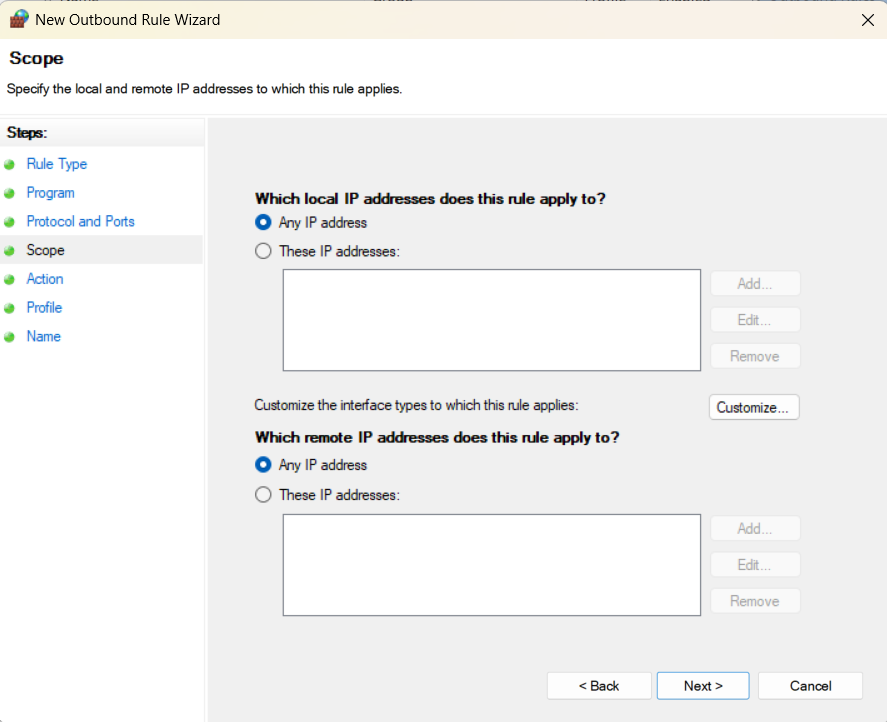 New Outbound Rule Wizard
Scope
Specify the local and remote IP addresses to which this rule applies.
Steps:
Rule Type
Program
Protocol and Ports
Scope
Action
Profile
Name
Which local IP addresses does this rule apply to?
Any IP address
These IP addresses:
Add...
Edit...
Remove
Customize the interface types to which this rule applies:
Customize...
Which remote IP addresses does this rule apply to?
Any IP address
These IP addresses:
Add...
Edit...
Remove
< Back
Next >
Cancel